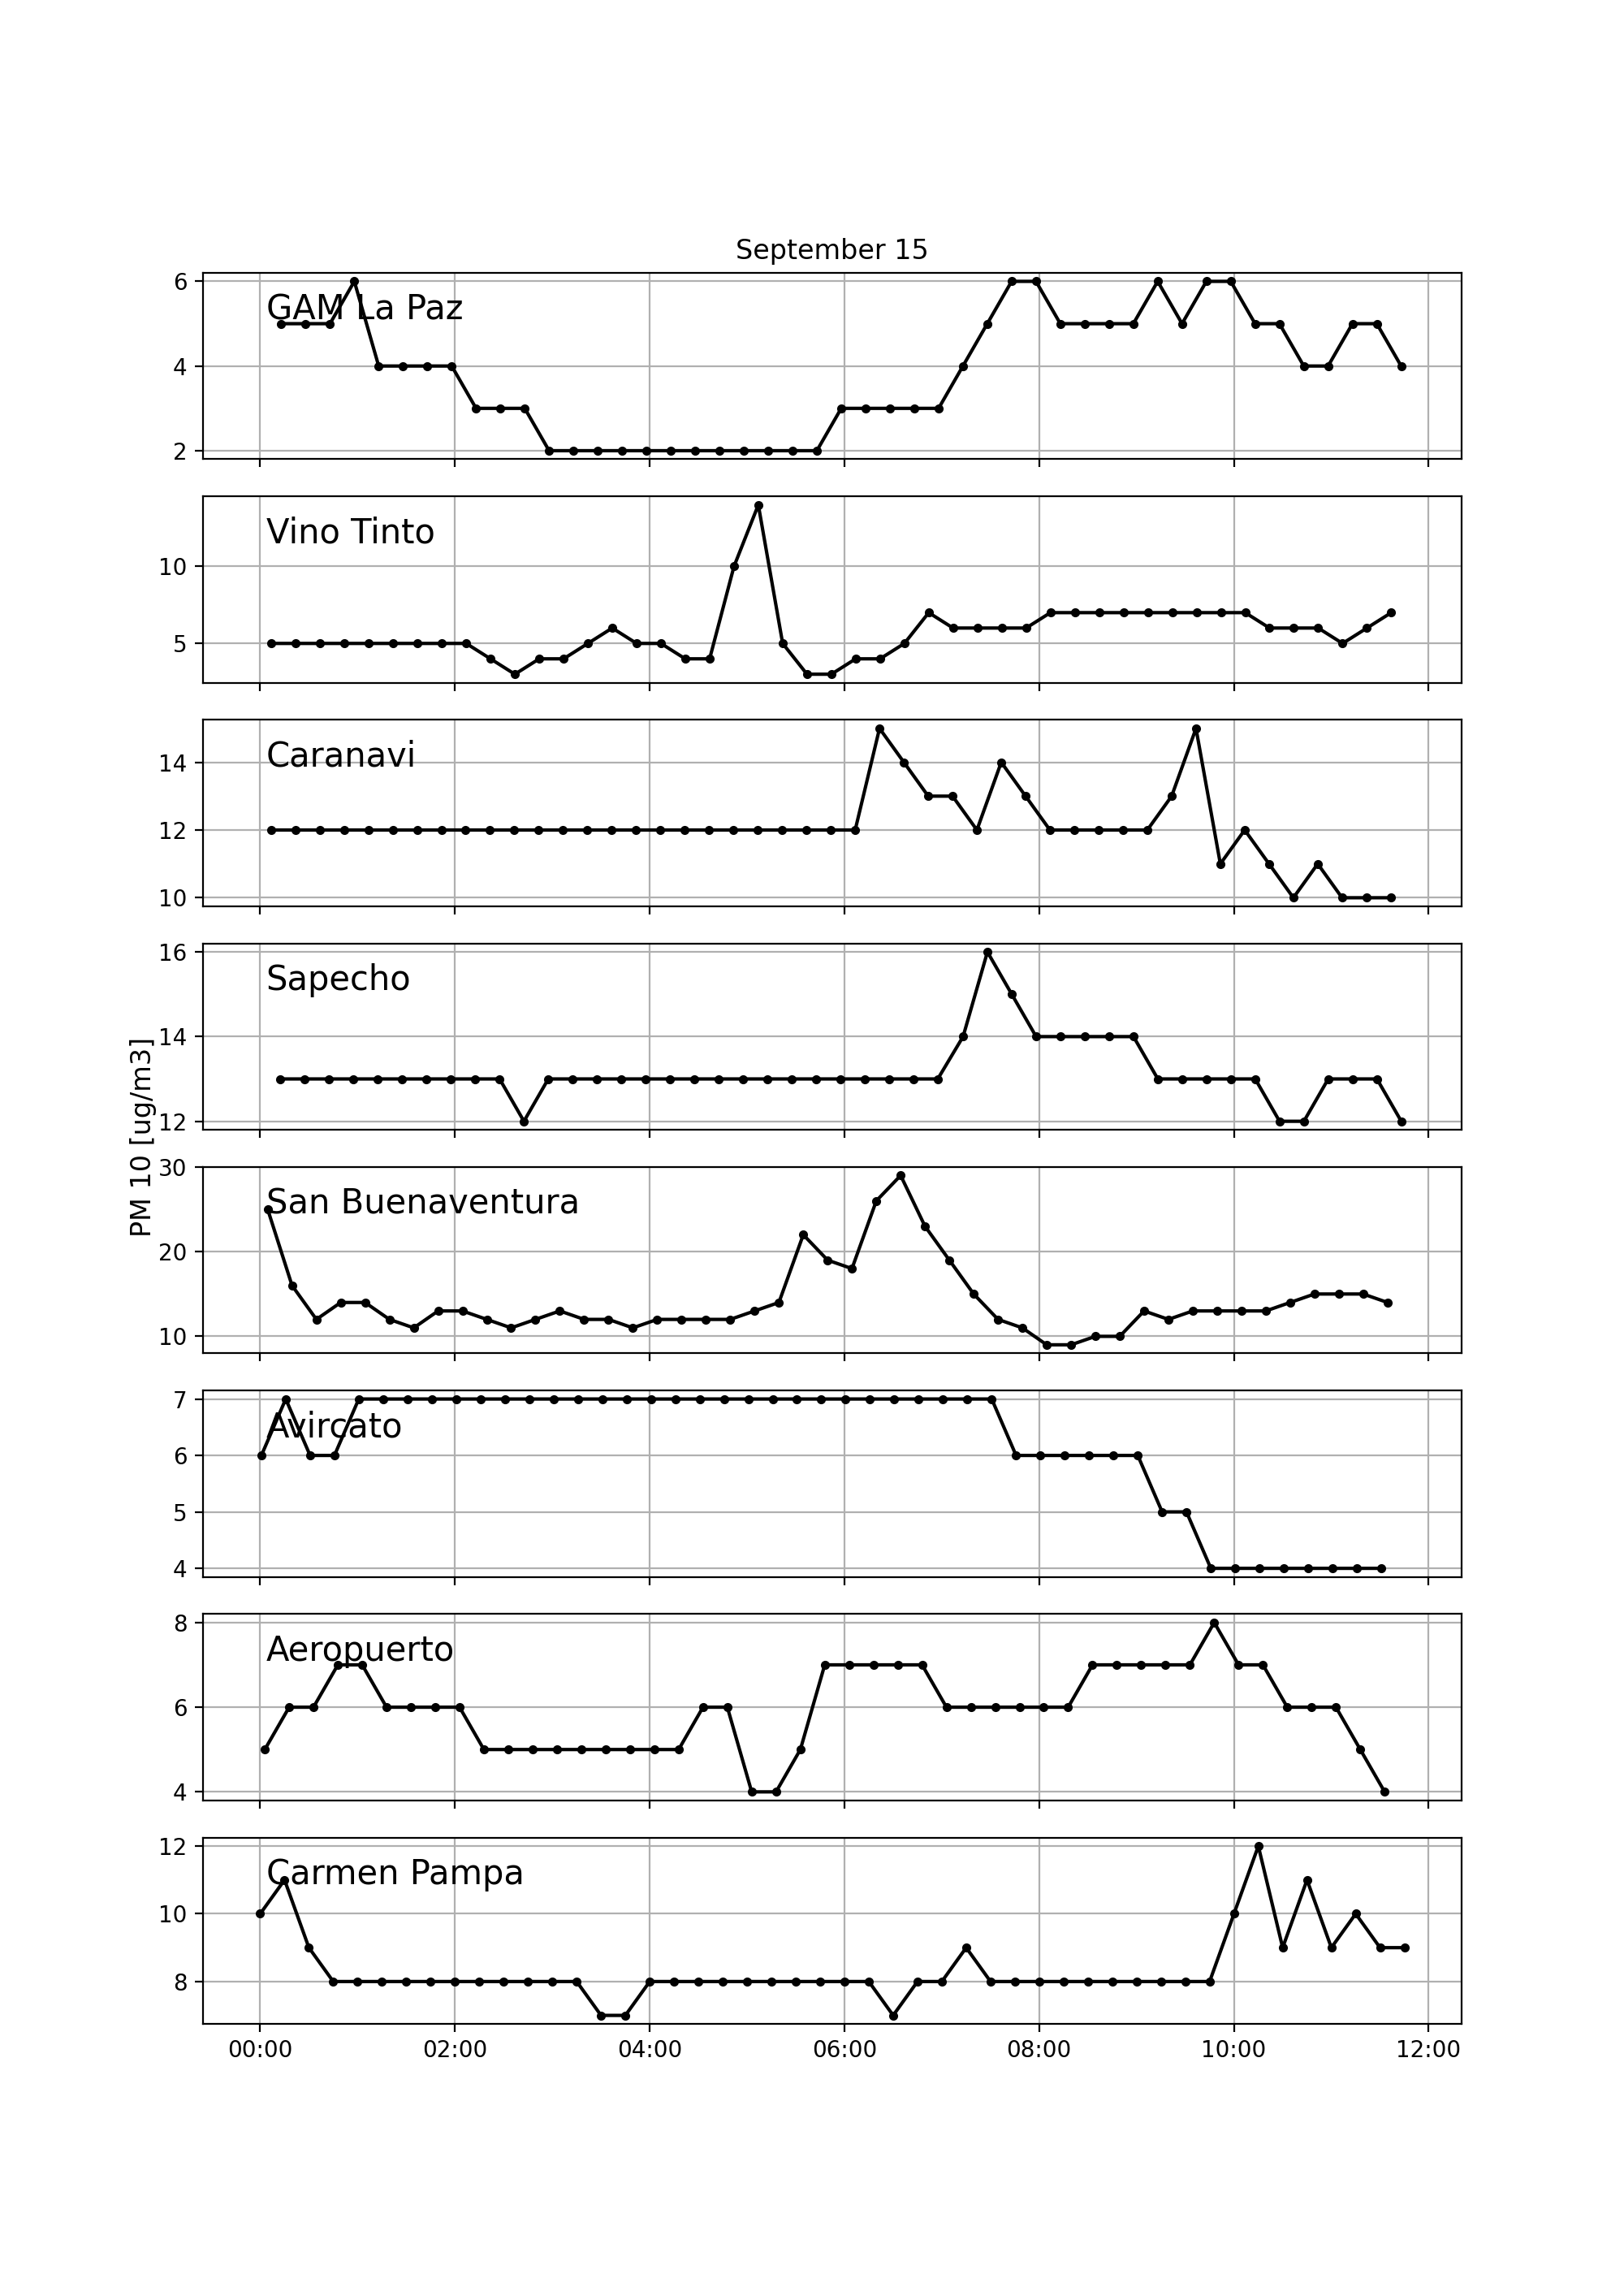 September 15
GAM La Paz
6
4
2
Vino Tinto
10
5
Caranavi
14
12
10
Sapecho
16
14
12
PM 10 [ug/m3]
San Buenaventura
30
20
10
Avircato
7
6
5
4
Aeropuerto
8
6
4
Carmen Pampa
12
10
8
00:00 02:00 04:00 06:00 08:00 10:00 12:00